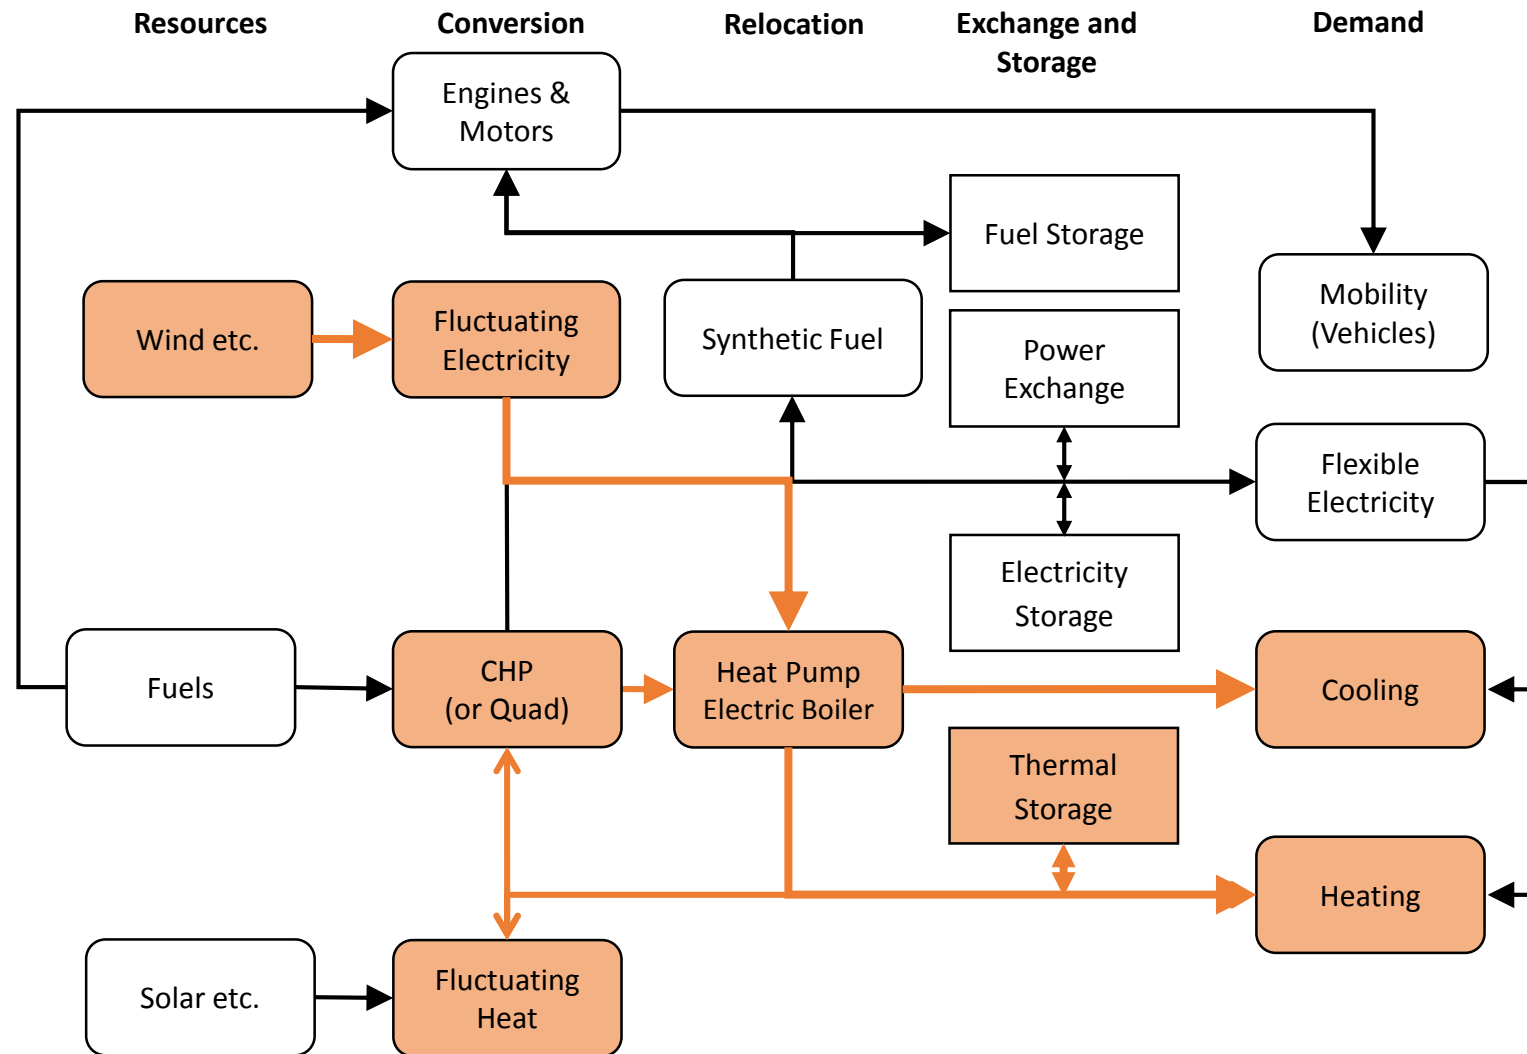 Resources
Conversion
Relocation
Exchange and
Storage
Demand
Engines &
Motors
Fuel Storage
Mobility
(Vehicles)
Wind etc.
Fluctuating
Electricity
Synthetic Fuel
Power
Exchange
Flexible
Electricity
Electricity
Storage
Fuels
CHP
(or Quad)
Heat Pump
Electric Boiler
Cooling
Thermal
Storage
Heating
Solar etc.
Fluctuating
Heat